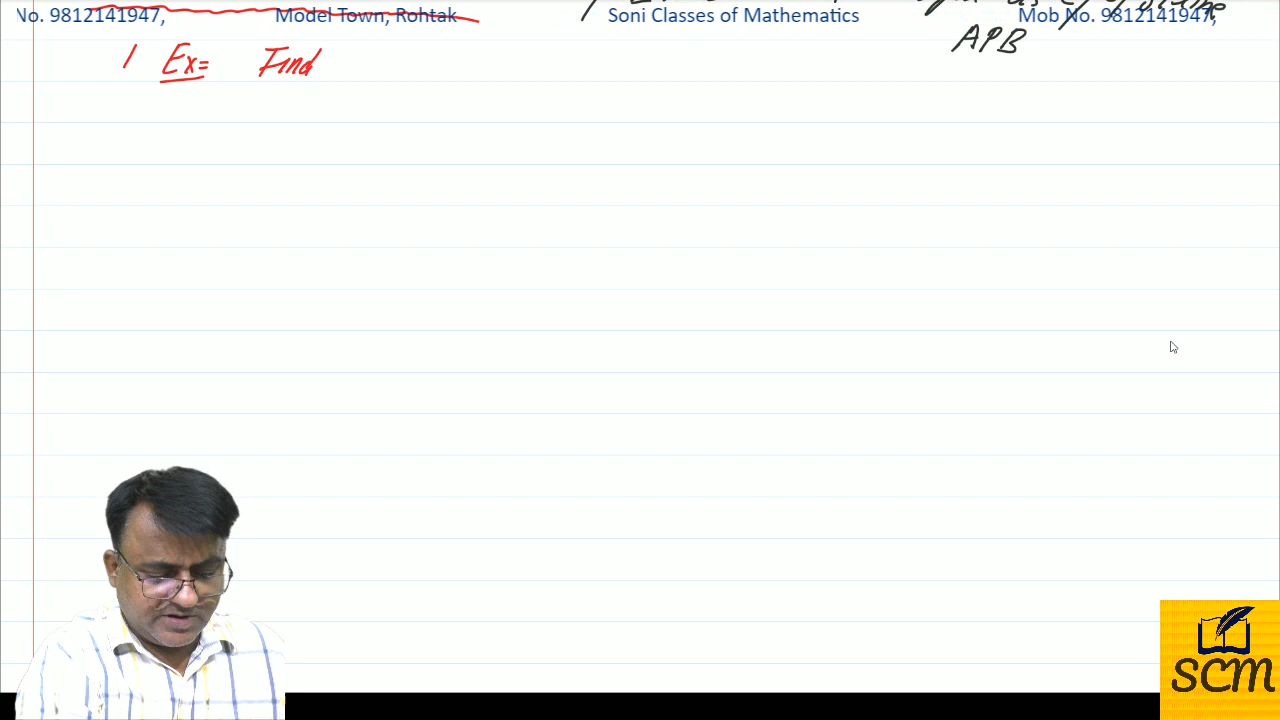 No. 9812141947, Model Town, Rohtak Soni Classes of Mathematics Mob No. 9812141947,
APB
1 Ex= Find
SCM